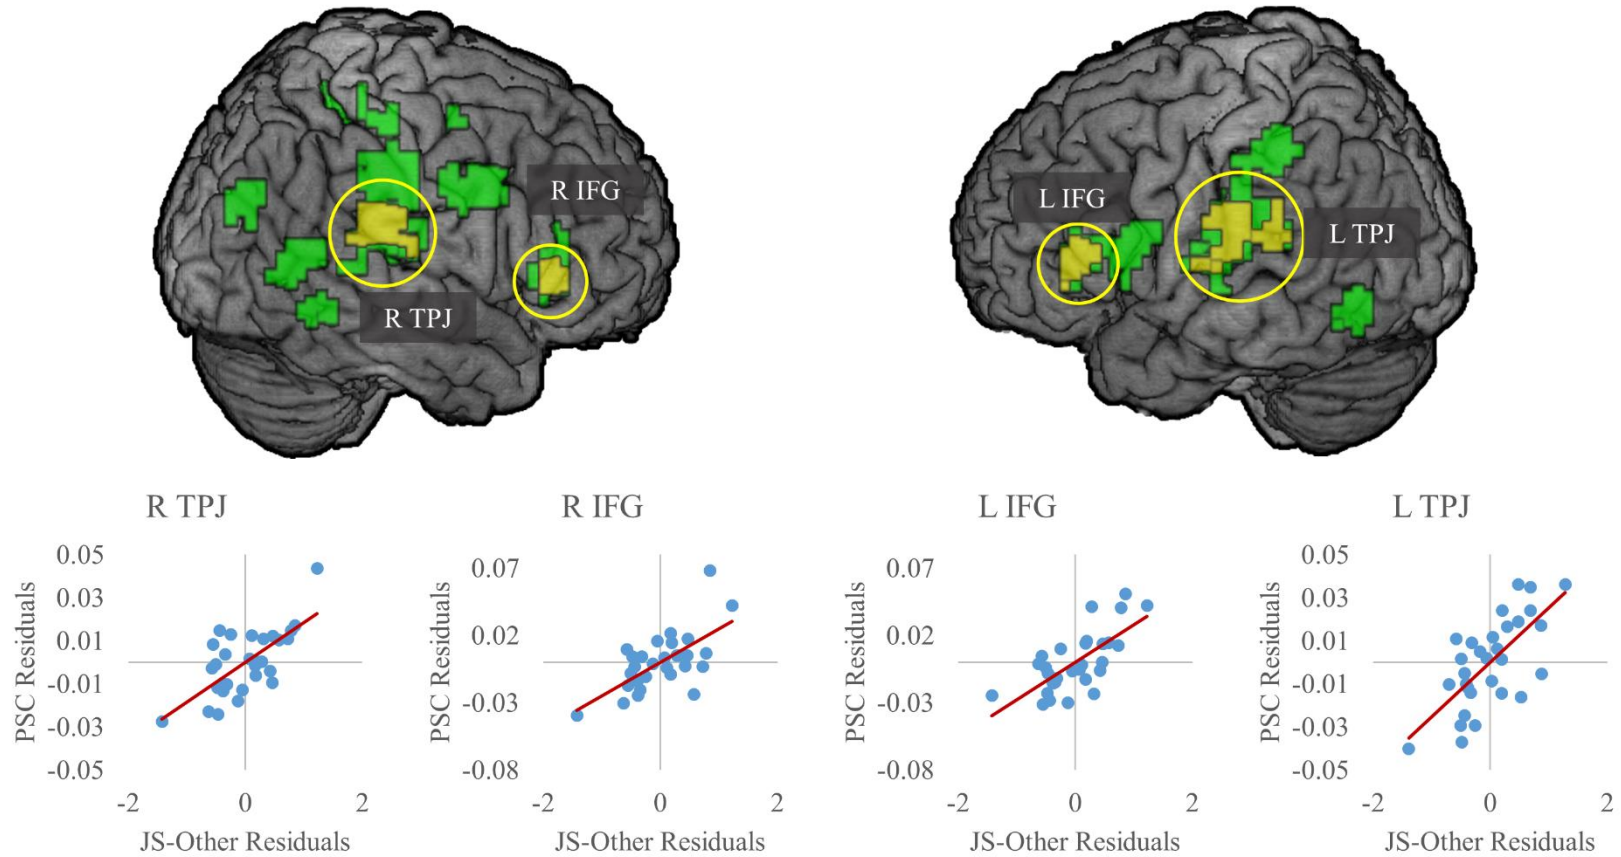 R IFG
R TPJ
L IFG
L TPJ
R TPJ
R IFG
L IFG
L TPJ
PSC Residuals
0.05
0.03
0.01
-0.01
-0.03
-0.05
-2
0
2
JS-Other Residuals
PSC Residuals
0.07
0.02
-0.03
-0.08
-2
0
2
JS-Other Residuals
PSC Residuals
0.07
0.02
-0.03
-0.08
-2
0
2
JS-Other Residuals
PSC Residuals
0.05
0.03
0.01
-0.01
-0.03
-0.05
-2
0
2
JS-Other Residuals